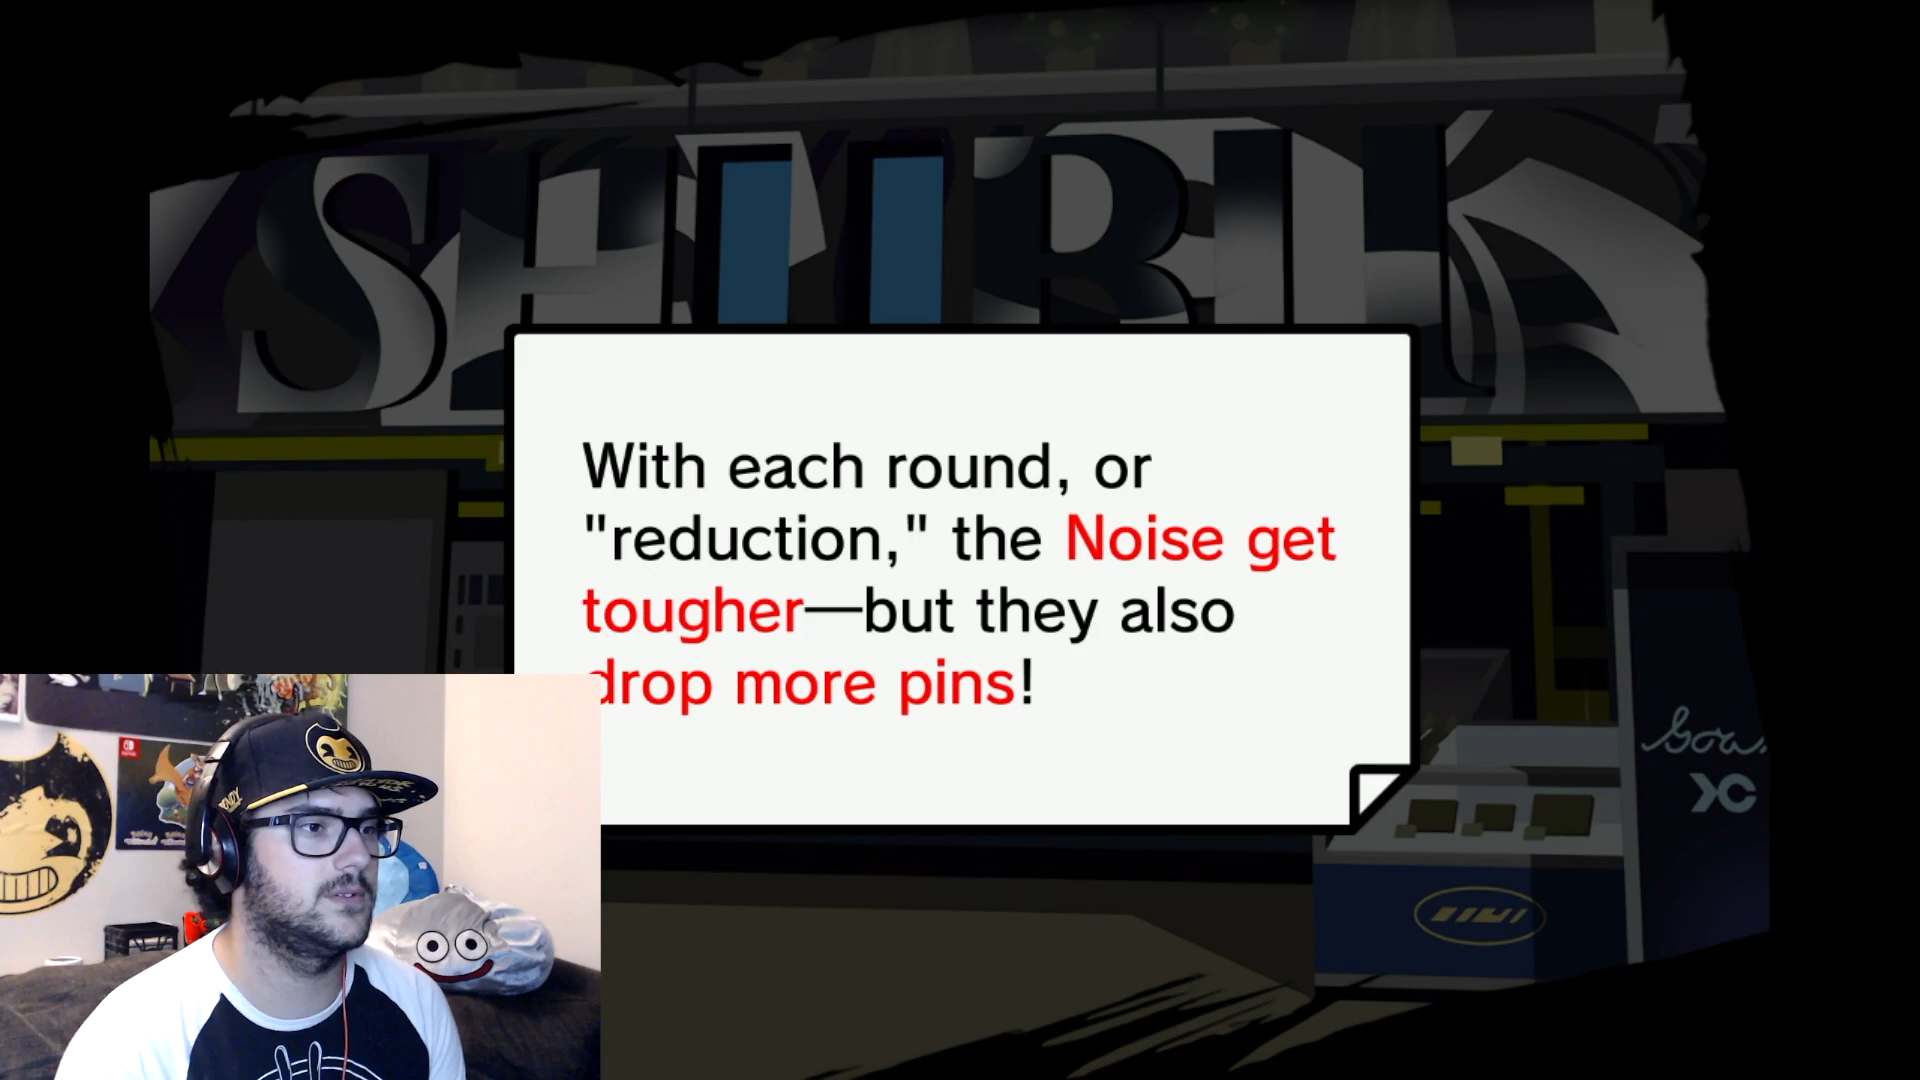 With each round, or
"reduction," the Noise get
tougher—but they also
drop more pins!